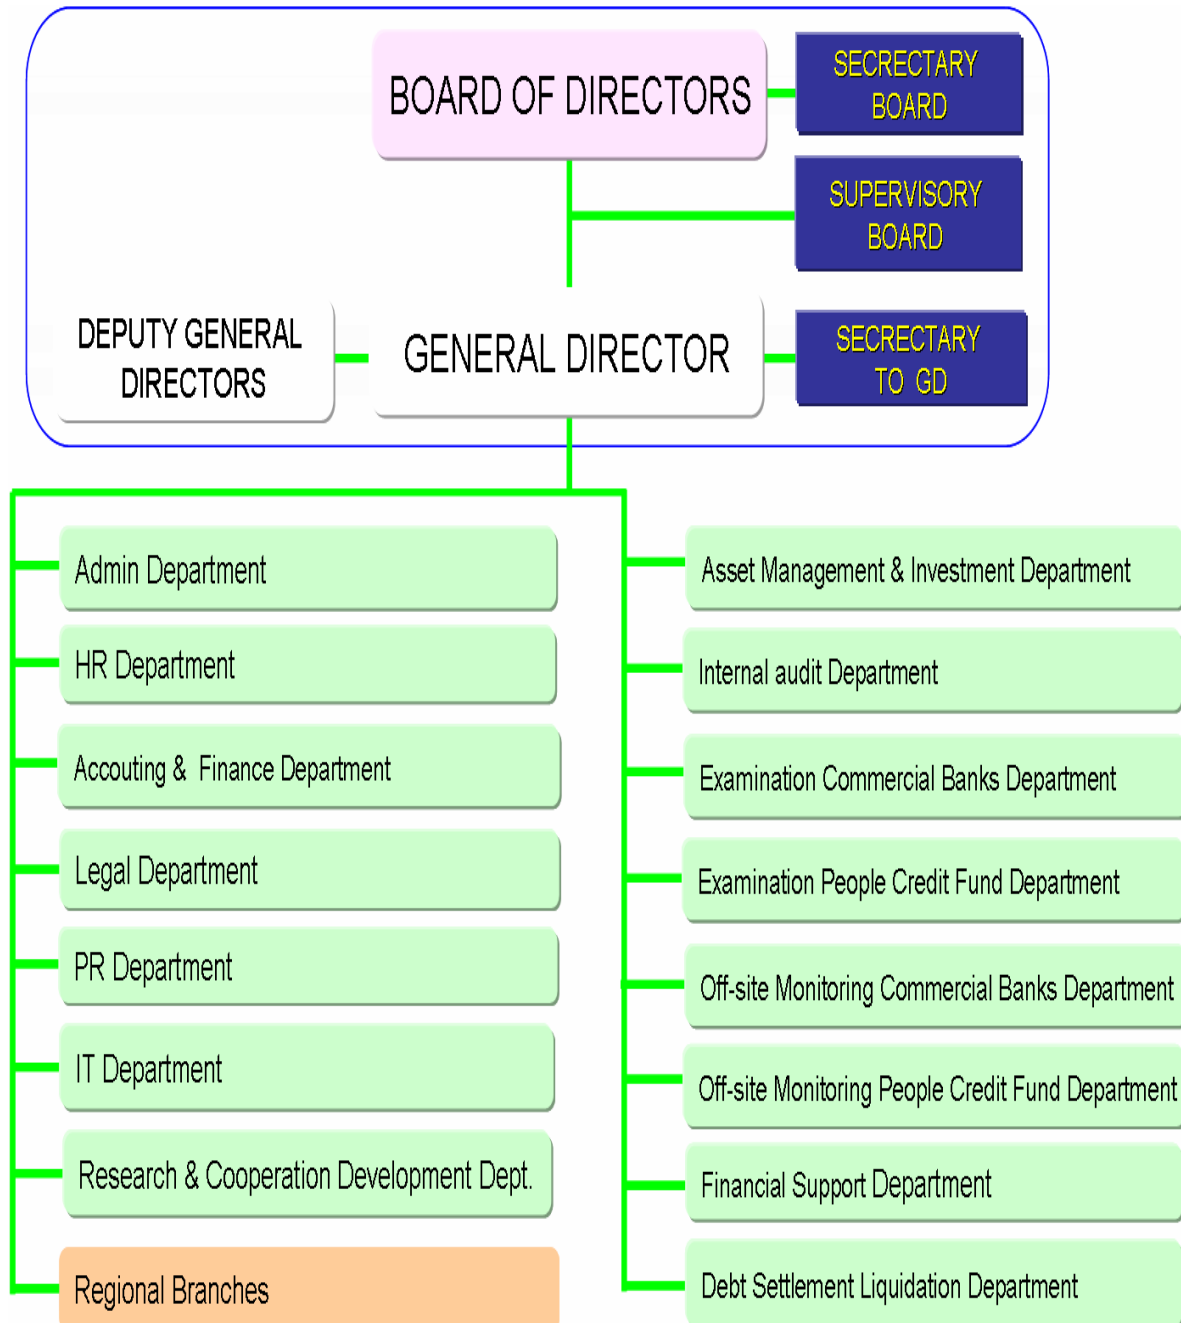 BOARD OF DIRECTORS
SECRECTARY
BOARD
SUPERVISORY
BOARD
DEPUTY GENERAL
DIRECTORS
GENERAL DIRECTOR
SECRECTARY
TO GD
Admin Department
HR Department
Accouting & Finance Department
Legal Department
PR Department
IT Department
Research & Cooperation Development Dept.
Regional Branches
Asset Management & Investment Department
Internal audit Department
Examination Commercial Banks Department
Examination People Credit Fund Department
Off-site Monitoring Commercial Banks Department
Off-site Monitoring People Credit Fund Department
Financial Support Department
Debt Settlement Liquidation Department